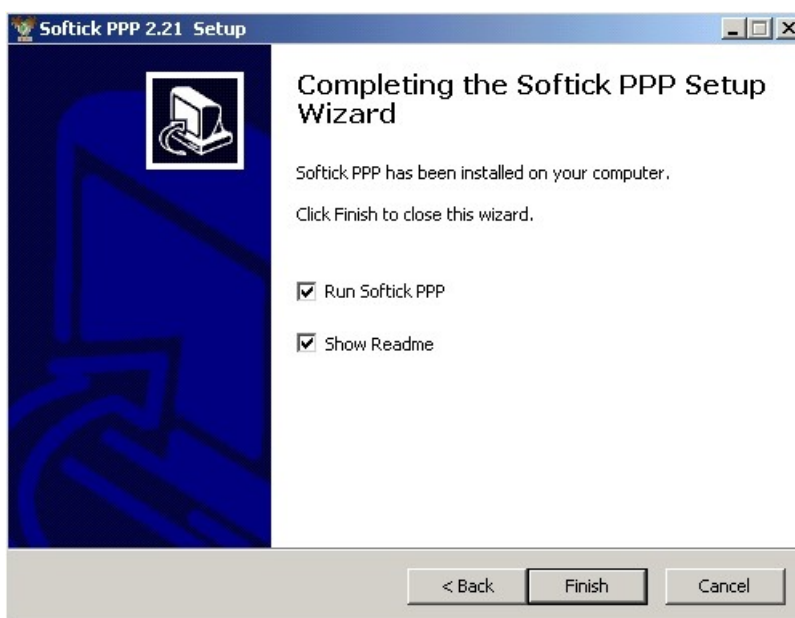 Softick PPP 2.21 Setup
Completing the Softick PPP Setup
Wizard
Softick PPP has been installed on your computer.
Click Finish to close this wizard.
Run Softick PPP
Show Readme
< Back Finish Cancel